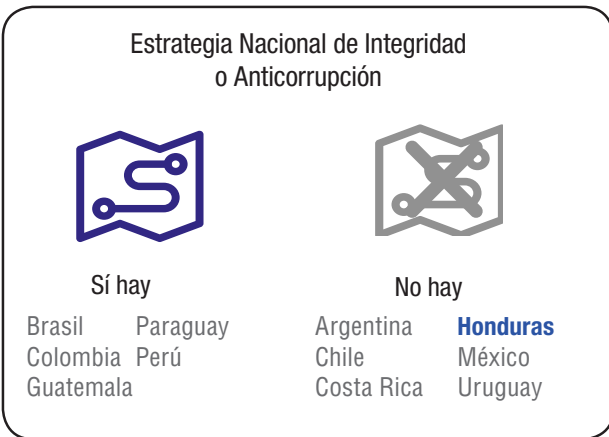 Estrategia Nacional de Integridad
o Anticorrupción
Sí hay
Brasil Paraguay
Colombia Perú
Guatemala
No hay
Argentina Honduras
Chile México
Costa Rica Uruguay